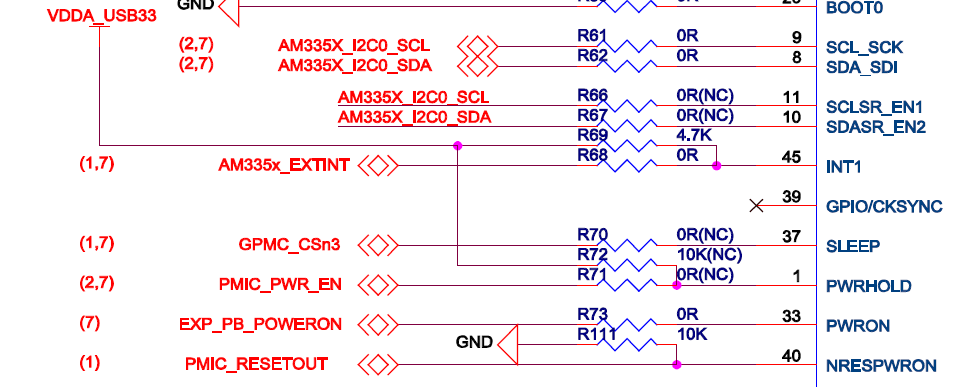 GND
VDDA_USB33
BOOT0
(2,7) AM335X_I2C0_SCL R61 0R 9 SCL_SCK
(2,7) AM335X_I2C0_SDA R62 0R 8 SDA_SDI
AM335X_I2C0_SCL R66 0R(NC) 11 SCLSR_EN1
AM335X_I2C0_SDA R67 0R(NC) 10 SDASR_EN2
R69 4.7K
(1,7) AM335x_EXTINT R68 0R 45 INT1
39 GPIO/CKSYNC
(1,7) GPMC_CSn3 R70 0R(NC) 37 SLEEP
R72 10K(NC)
(2,7) PMIC_PWR_EN R71 0R(NC) 1 PWRHOLD
(7) EXP_PB_POWERON R73 0R 33 PWRON
GND R111 10K
(1) PMIC_RESETOUT 40 NRESPWRON